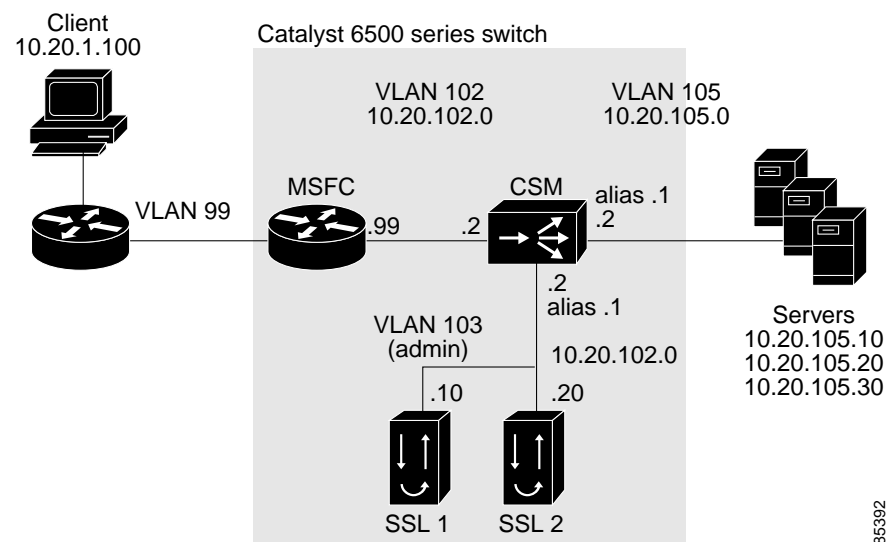 Client
10.20.1.100
Catalyst 6500 series switch
VLAN 102
10.20.102.0
VLAN 105
10.20.105.0
MSFC
CSM
alias .1
VLAN 99
.99
.2
.2
.2
alias .1
VLAN 103
(admin)
10.20.102.0
.10
.20
Servers
10.20.105.10
10.20.105.20
10.20.105.30
SSL 1
SSL 2